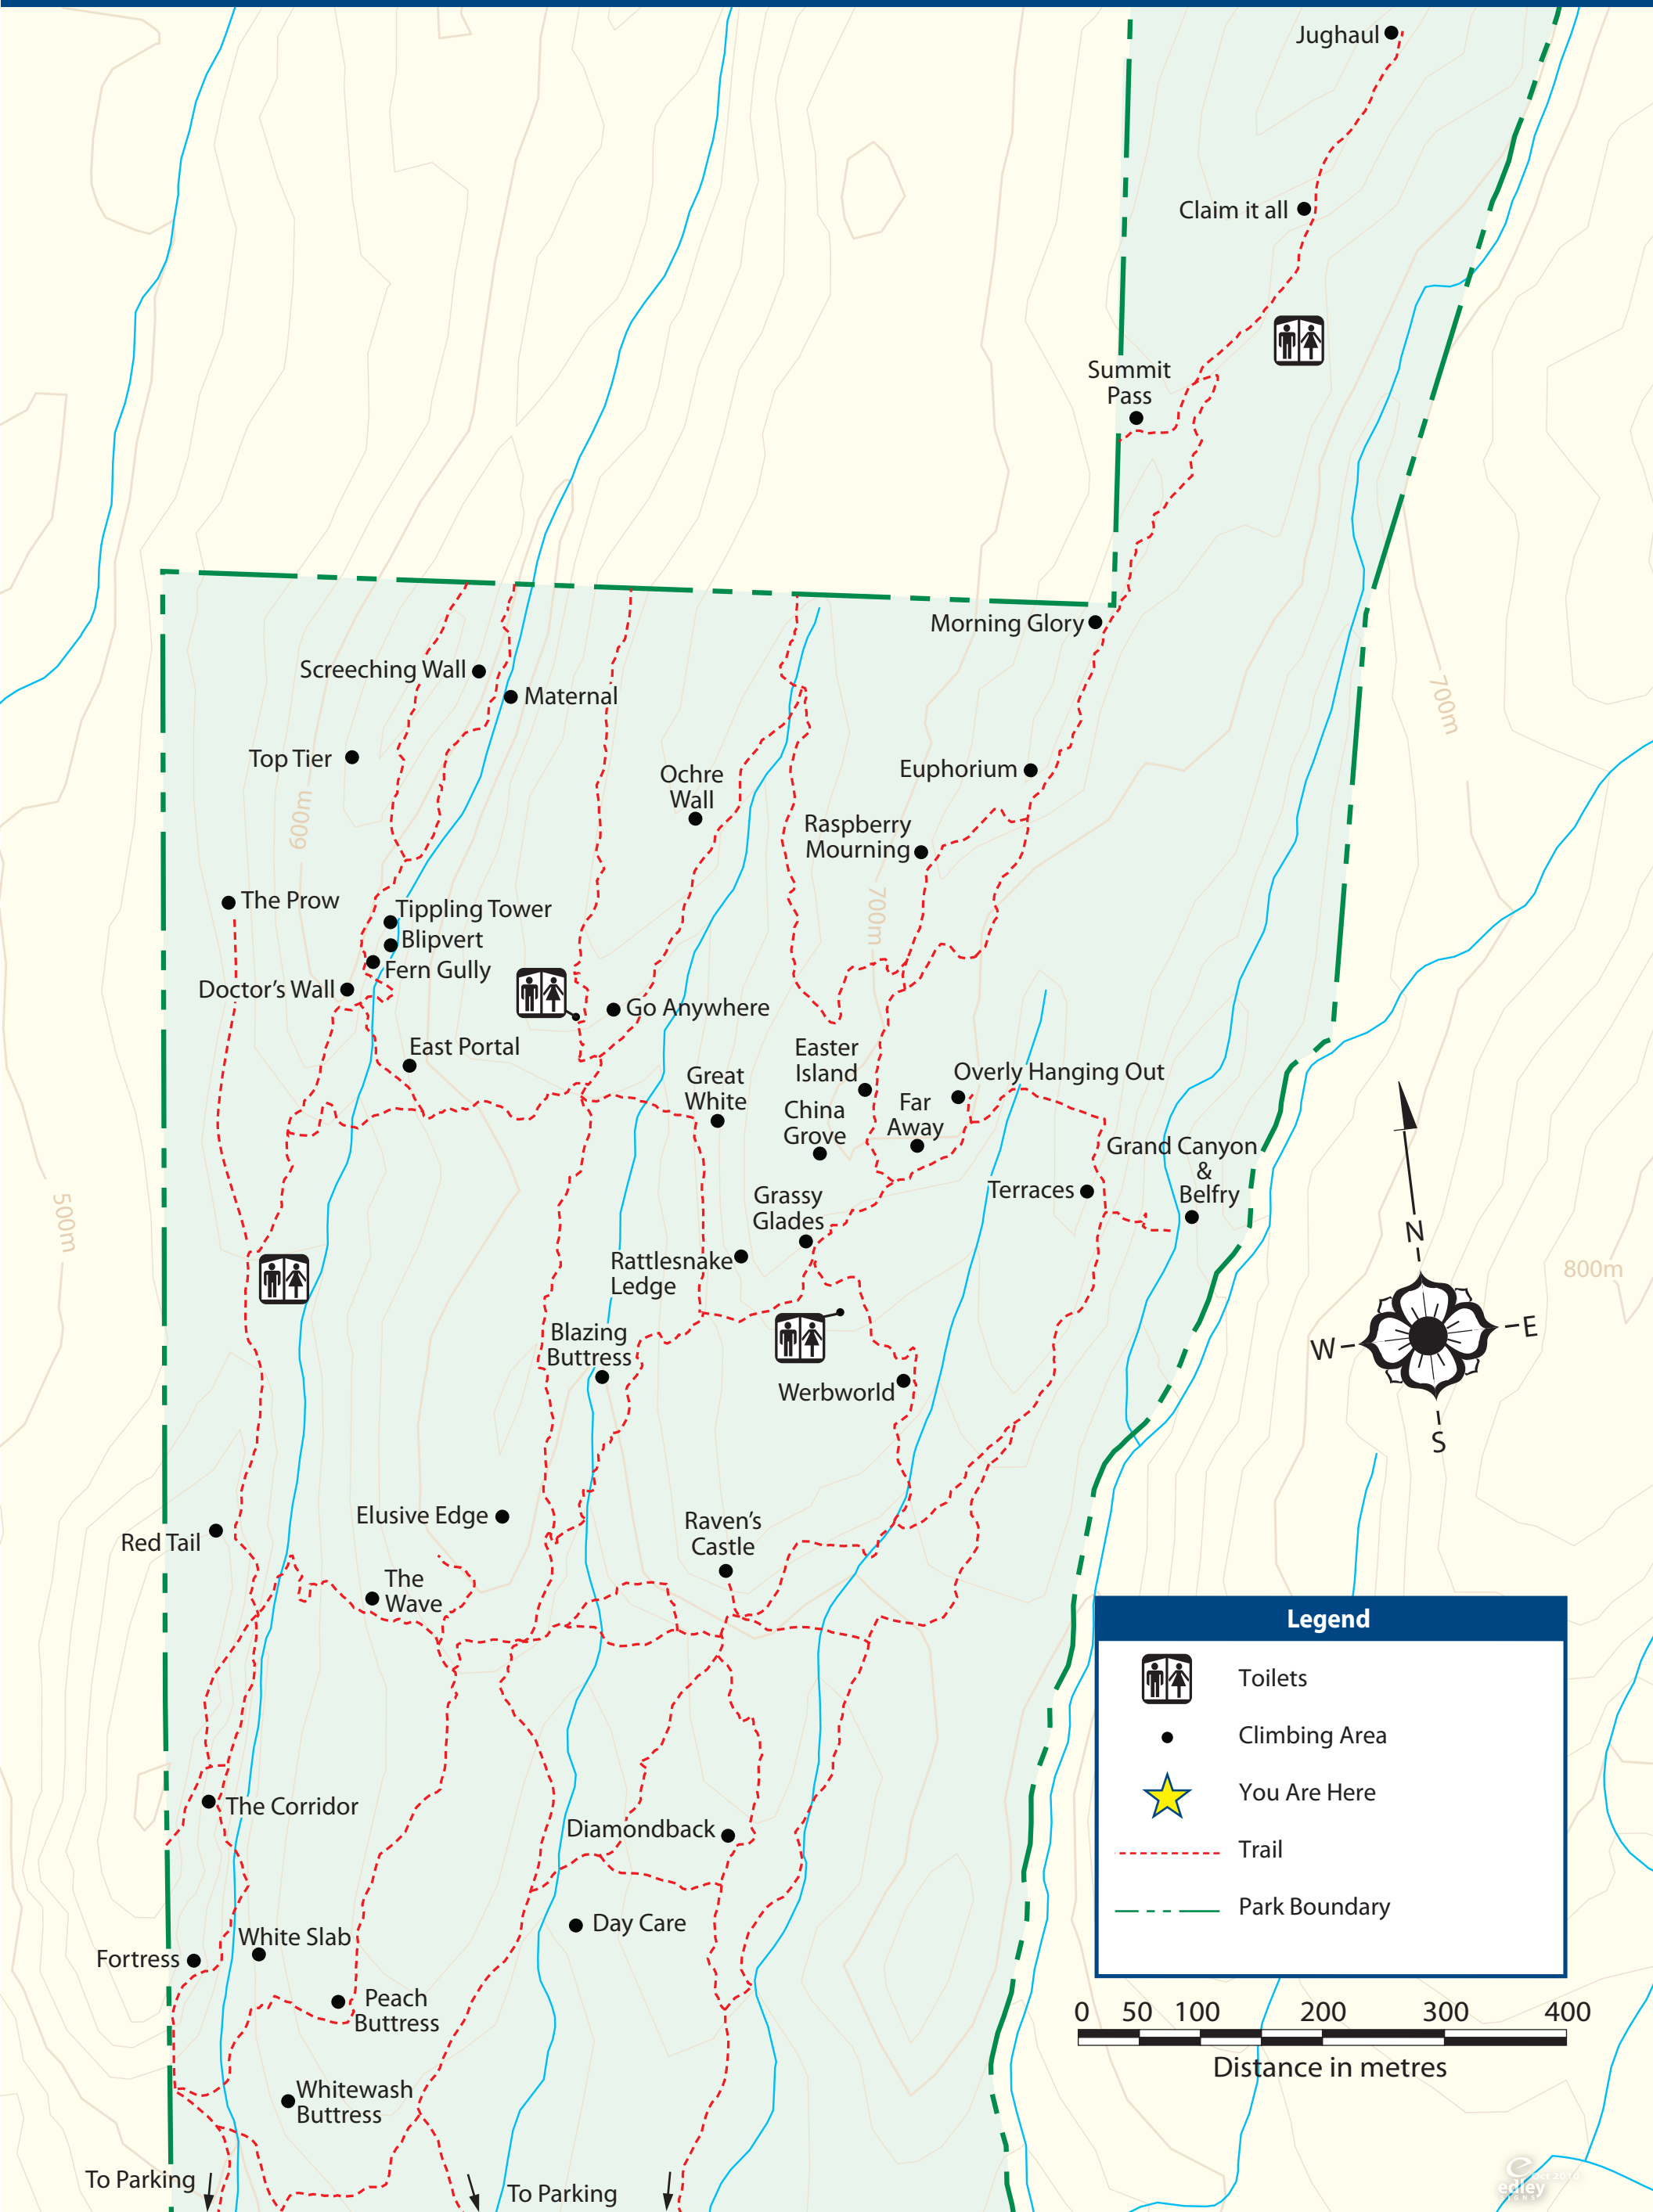 Jughaul
Claim it all
Summit
Pass
Morning Glory
Screeching Wall
Maternal
Top Tier
Ochre
Wall
Euphorium
Raspberry
Mourning
600m
700m
700m
The Prow
Tippling Tower
Blipvert
Fern Gully
Doctor's Wall
Go Anywhere
East Portal
Easter
Island
Overly Hanging Out
Great
White
China
Grove
Far
Away
Grand Canyon
&
Belfry
Terraces
Grassy
Glades
500m
Rattlesnake
Ledge
800m
N
E
W
S
Blazing
Buttress
Werbworld
Elusive Edge
Red Tail
Raven's
Castle
The
Wave
Legend
Toilets
Climbing Area
You Are Here
Trail
Park Boundary
The Corridor
Diamondback
Day Care
White Slab
Fortress
Peach
Buttress
0 50 100 200 300 400
Distance in metres
Whitewash
Buttress
To Parking
To Parking
edley